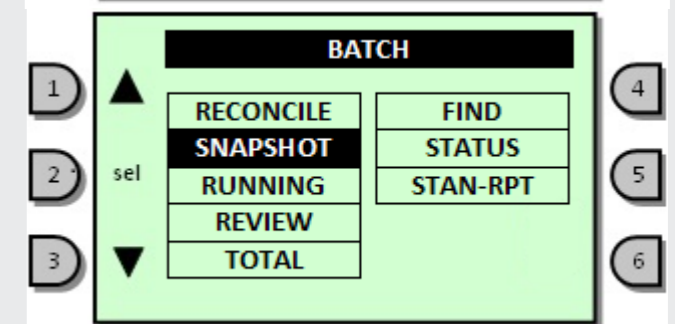 BATCH
1
4
RECONCILE FIND
SNAPSHOT STATUS
2 sel 5
RUNNING STAN-RPT
REVIEW
3 TOTAL 6